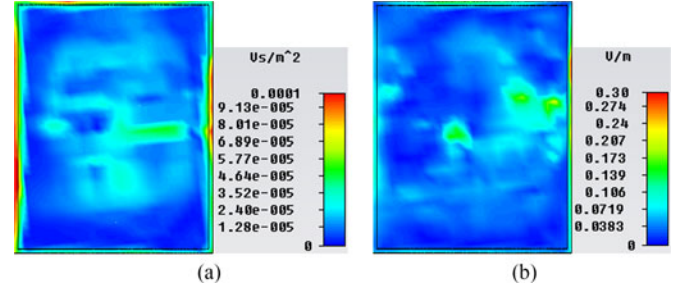 Vs/m^2
0.0001
9.13e-005
8.01e-005
6.89e-005
5.77e-005
4.64e-005
3.52e-005
2.40e-005
1.28e-005
0
(a)
V/m
0.30
0.274
0.24
0.207
0.173
0.139
0.106
0.0719
0.0383
0
(b)